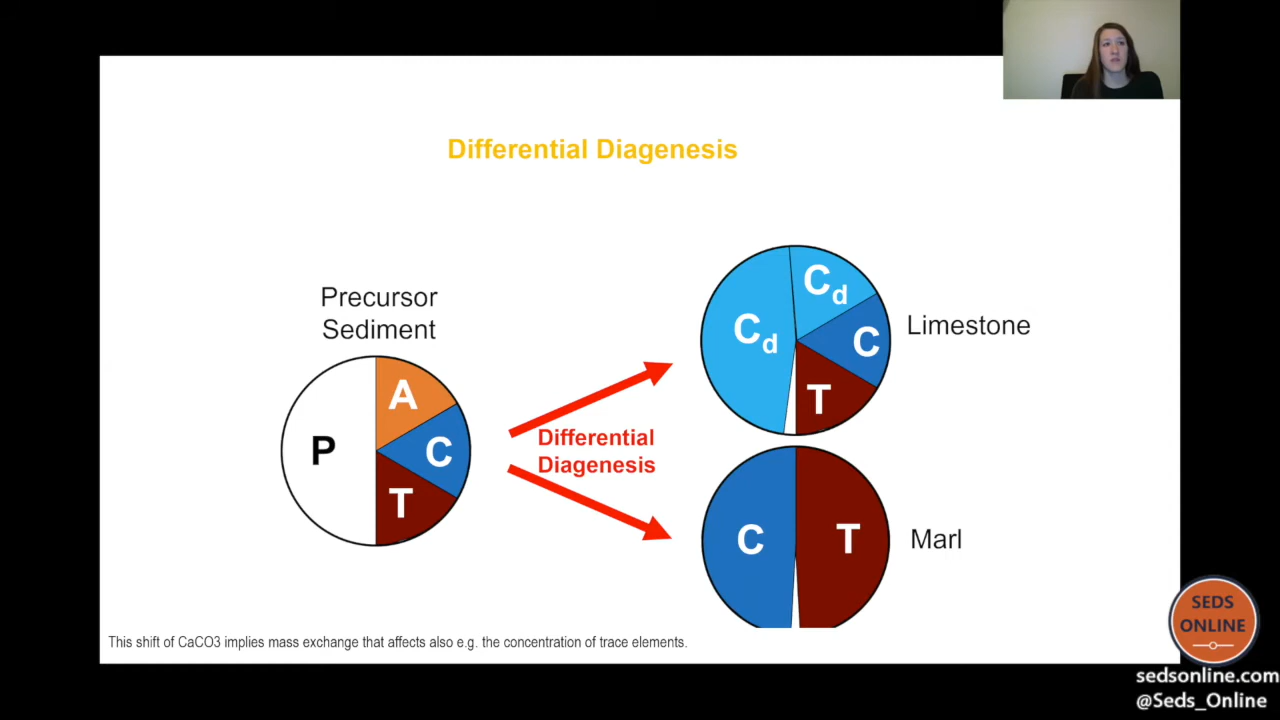 Differential Diagenesis
Precursor
Sediment
P
A
C
T
Differential
Diagenesis
Cd
Cd
C
T
Limestone
C
T
Marl
This shift of CaCO3 implies mass exchange that affects also e.g. the concentration of trace elements.
SEDS
ONLINE
sedsonline.com
@Seds_Online